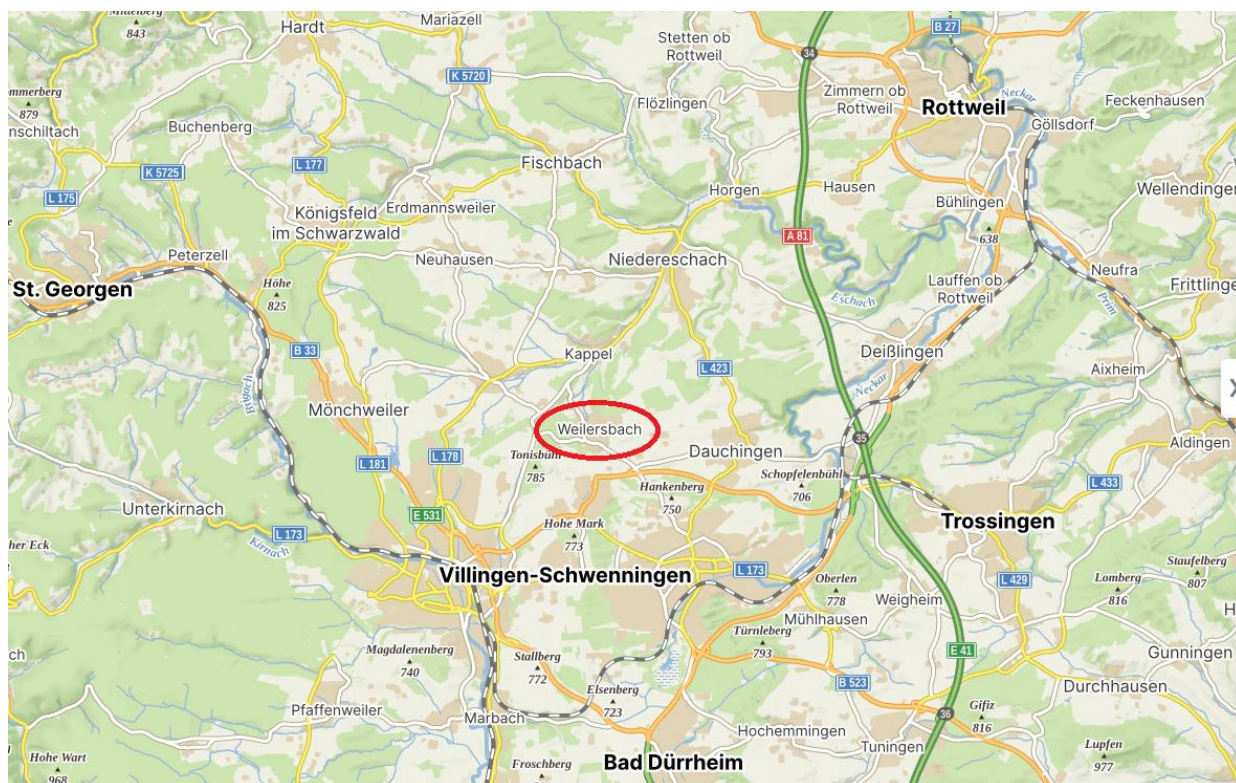 843
Hardt
Mariazell
Stetten ob
Rottweil
34
B 27
K 5720
Flözlingen
Zimmern ob
Rottweil
Neckar
Rottweil
Feckenhausen
879
Buchenberg
Göllsdorf
L 177
Fischbach
K 5725
L 175
Horgen
Hausen
Wellendinge
Königsfeld
im Schwarzwald
Erdmannsweiler
Bühlingen
A 81
638
Peterzell
Neuhausen
Niedereschach
Höhe
825
St. Georgen
Eschach
Lauffen ob
Rottweil
Neufra
Prim
Frittlinge
B 33
Kappel
L 423
Deißlingen
Aixheim
Brigach
Neckar
Mönchweiler
Weilersbach
35
Aldingen
Tonisbühl
785
Dauchingen
L 181
L 178
Schopfelenbühl
706
L 433
Hankenberg
750
Unterkirnach
E 531
Hohe Mark
773
Trossingen
L 173
Kirnach
Villingen-Schwenningen
L 173
Oberlen
778
L 429
Staufelberg
807
Lomberg
816
Weigheim
Mühlhausen
Türnleberg
793
Magdalenenberg
740
Stallberg
772
E 41
Gunningen
Elsenberg
723
B 523
Durchhausen
Pfaffenweiler
Marbach
Gifiz
816
36
Hochemmingen
Tuningen
Lupfen
977
Hohe Wart
968
Froschberg
Bad Dürrheim